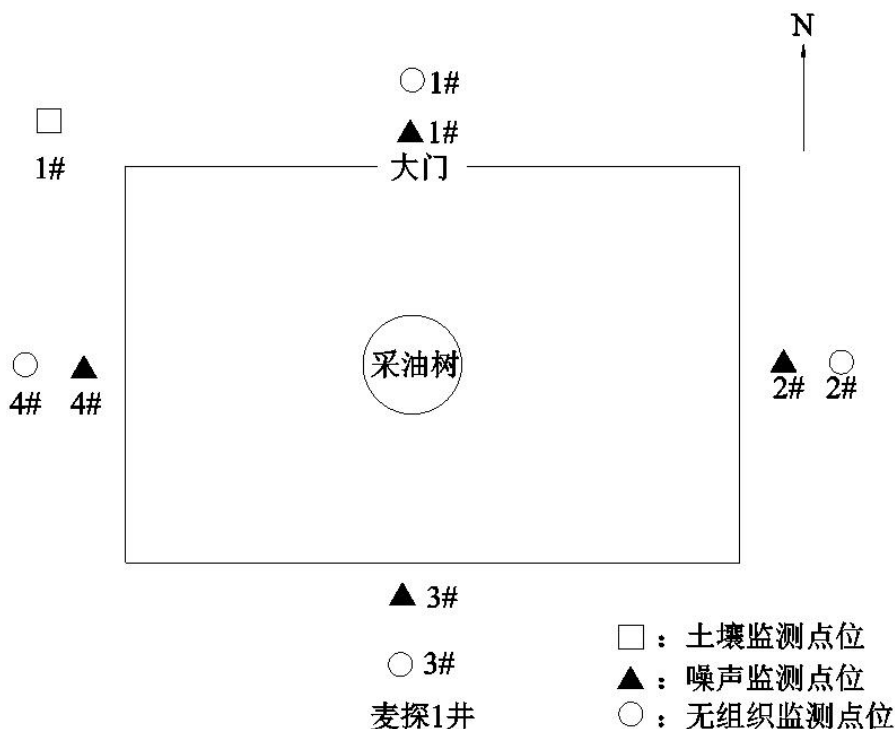 N
1#
1#
1#
大门
采油树
4#
4#
2#
2#
3#
3#
麦探1井
□：土壤监测点位
▲：噪声监测点位
○：无组织监测点位